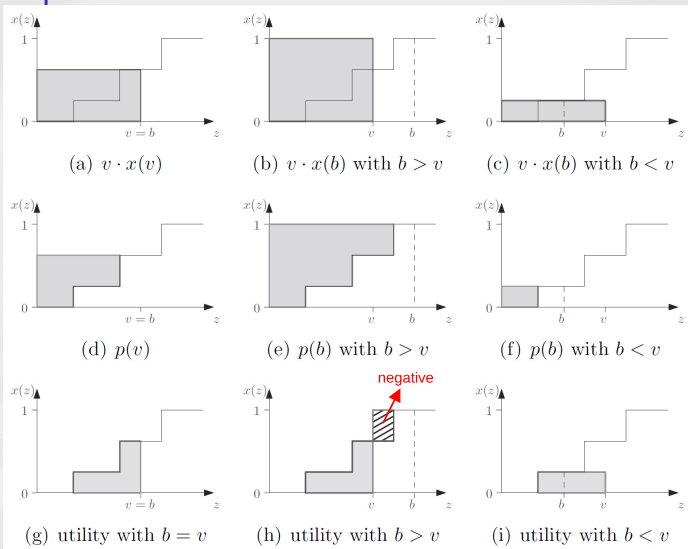 x(z) x(z) x(z)
1 1 1
0 0 0
v = b z v b z b v z
(a) v · x(v) (b) v · x(b) with b > v (c) v · x(b) with b < v
x(z) x(z) x(z)
1 1 1
0 0 0
v = b z v b z b v z
(d) p(v) (e) p(b) with b > v (f) p(b) with b < v
negative
x(z) x(z) x(z)
1 1 1
0 0 0
v = b z v b z b v z
(g) utility with b = v (h) utility with b > v (i) utility with b < v